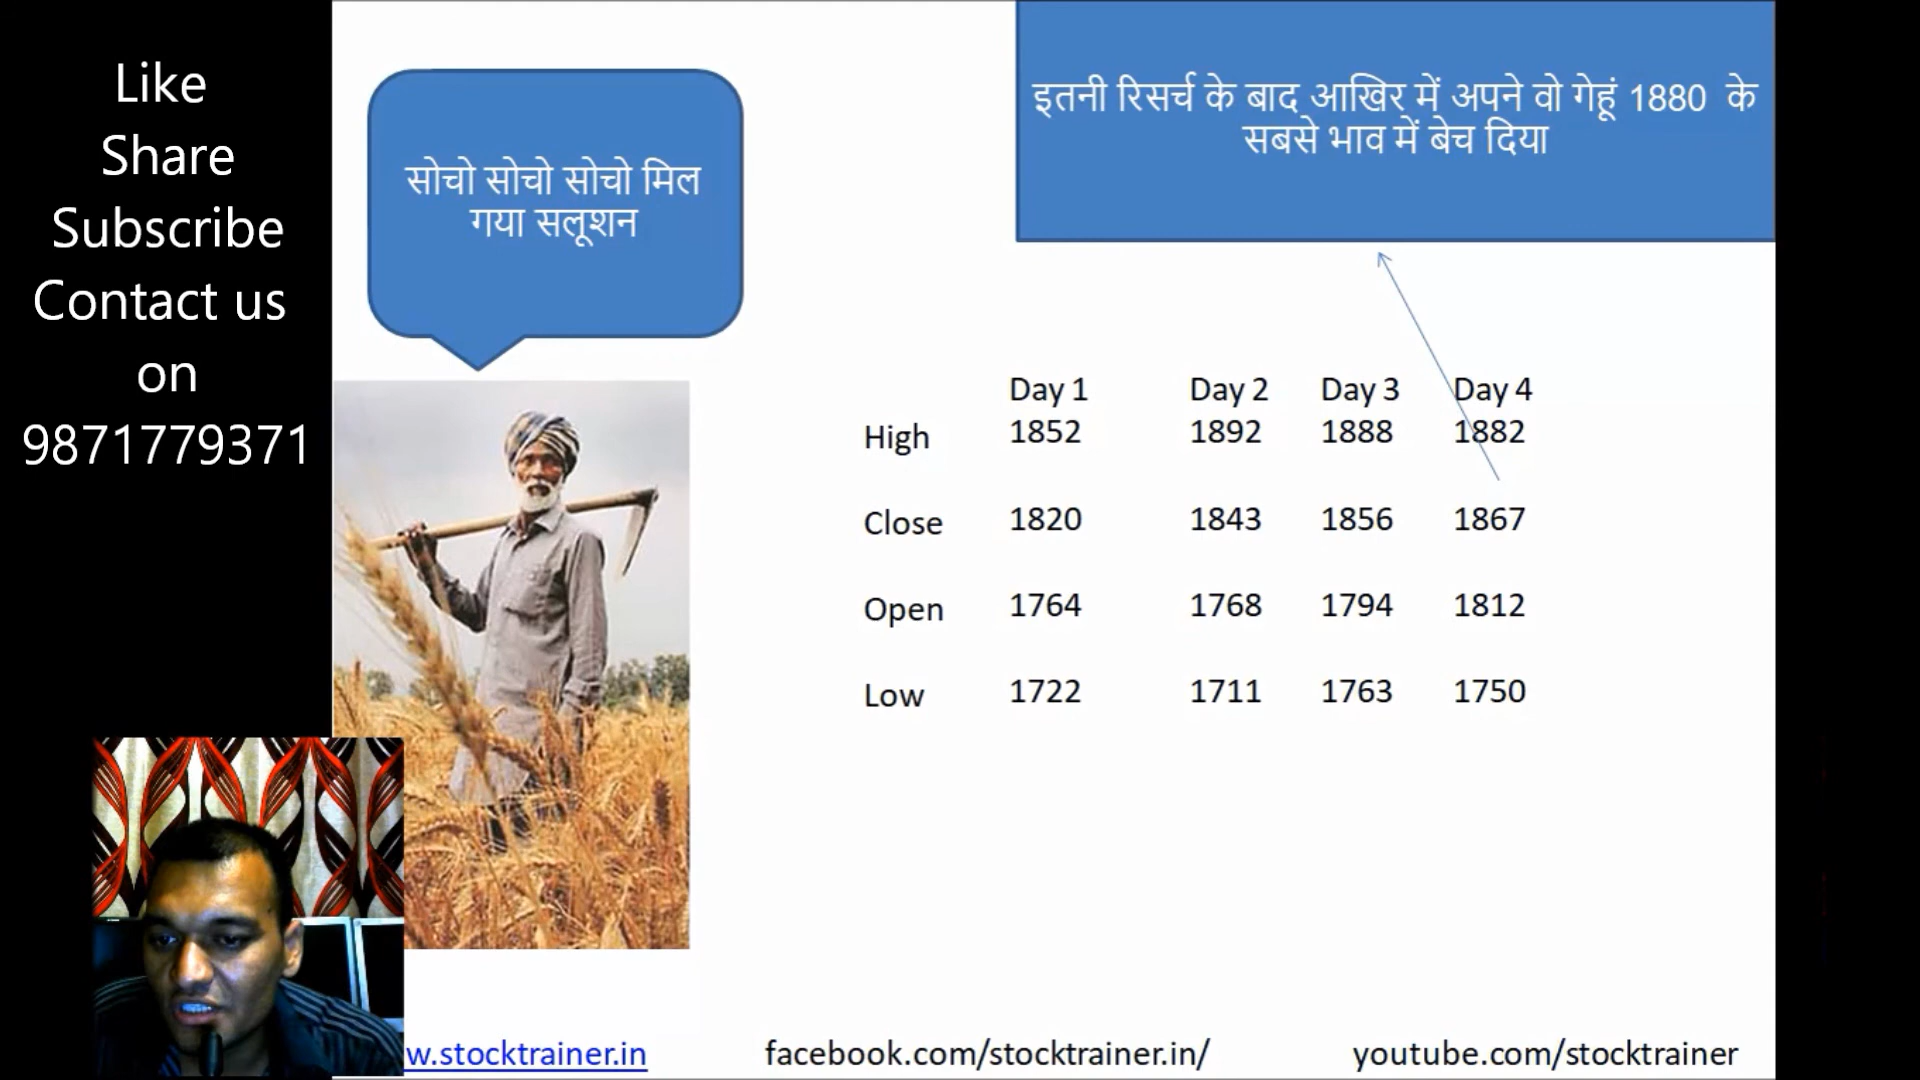 Like
Share
Subscribe
Contact us
on
9871779371
सोचो सोचो सोचो मिल
गया सलूशन
इतनी रिसर्च के बाद आखिर में अपने वो गेहूं 1880 के
सबसे भाव में बेच दिया
Day 1 Day 2 Day 3 Day 4
High 1852 1892 1888 1882
Close 1820 1843 1856 1867
Open 1764 1768 1794 1812
Low 1722 1711 1763 1750
w.stocktrainer.in facebook.com/stocktrainer.in/ youtube.com/stocktrainer